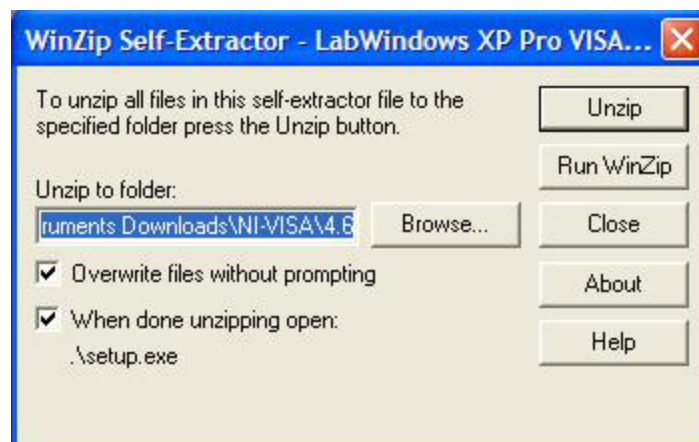 WinZip Self-Extractor - LabWindows XP Pro VISA...
To unzip all files in this self-extractor file to the
specified folder press the Unzip button.
Unzip to folder:
ruments Downloads\NI-VISA\4.6
Browse...
Overwrite files without prompting
When done unzipping open:
.\setup.exe
Unzip
Run WinZip
Close
About
Help